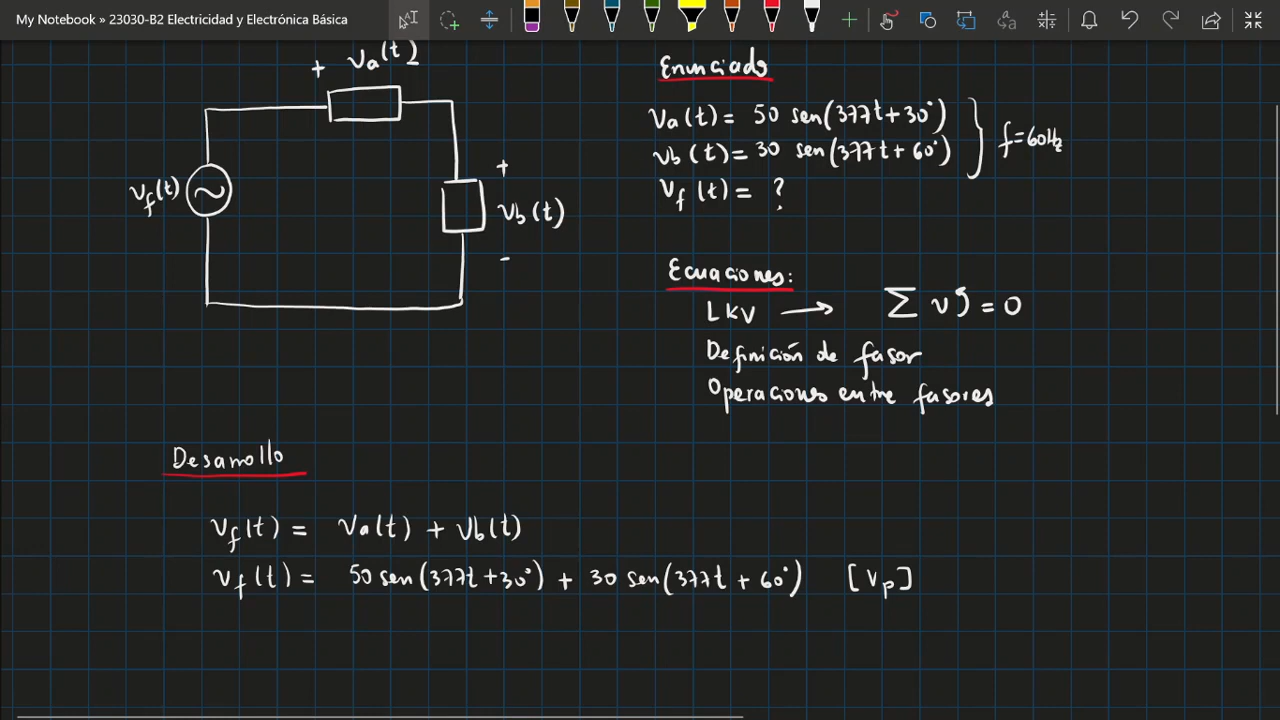 My Notebook » 23030-B2 Electricidad y Electrónica Básica
+ va(t) -
vf(t)
+
vb(t)
-
Enunciado
va(t) = 50 sen(377t+30°)
vb(t) = 30 sen(377t+60°)
f=60Hz
vf(t) = ?
Ecuaciones:
LKV → Σ v = 0
Definición de fasor
Operaciones entre fasores
Desarrollo
vf(t) = va(t) + vb(t)
vf(t) = 50 sen(377t+30°) + 30 sen(377t + 60°) [Vp]